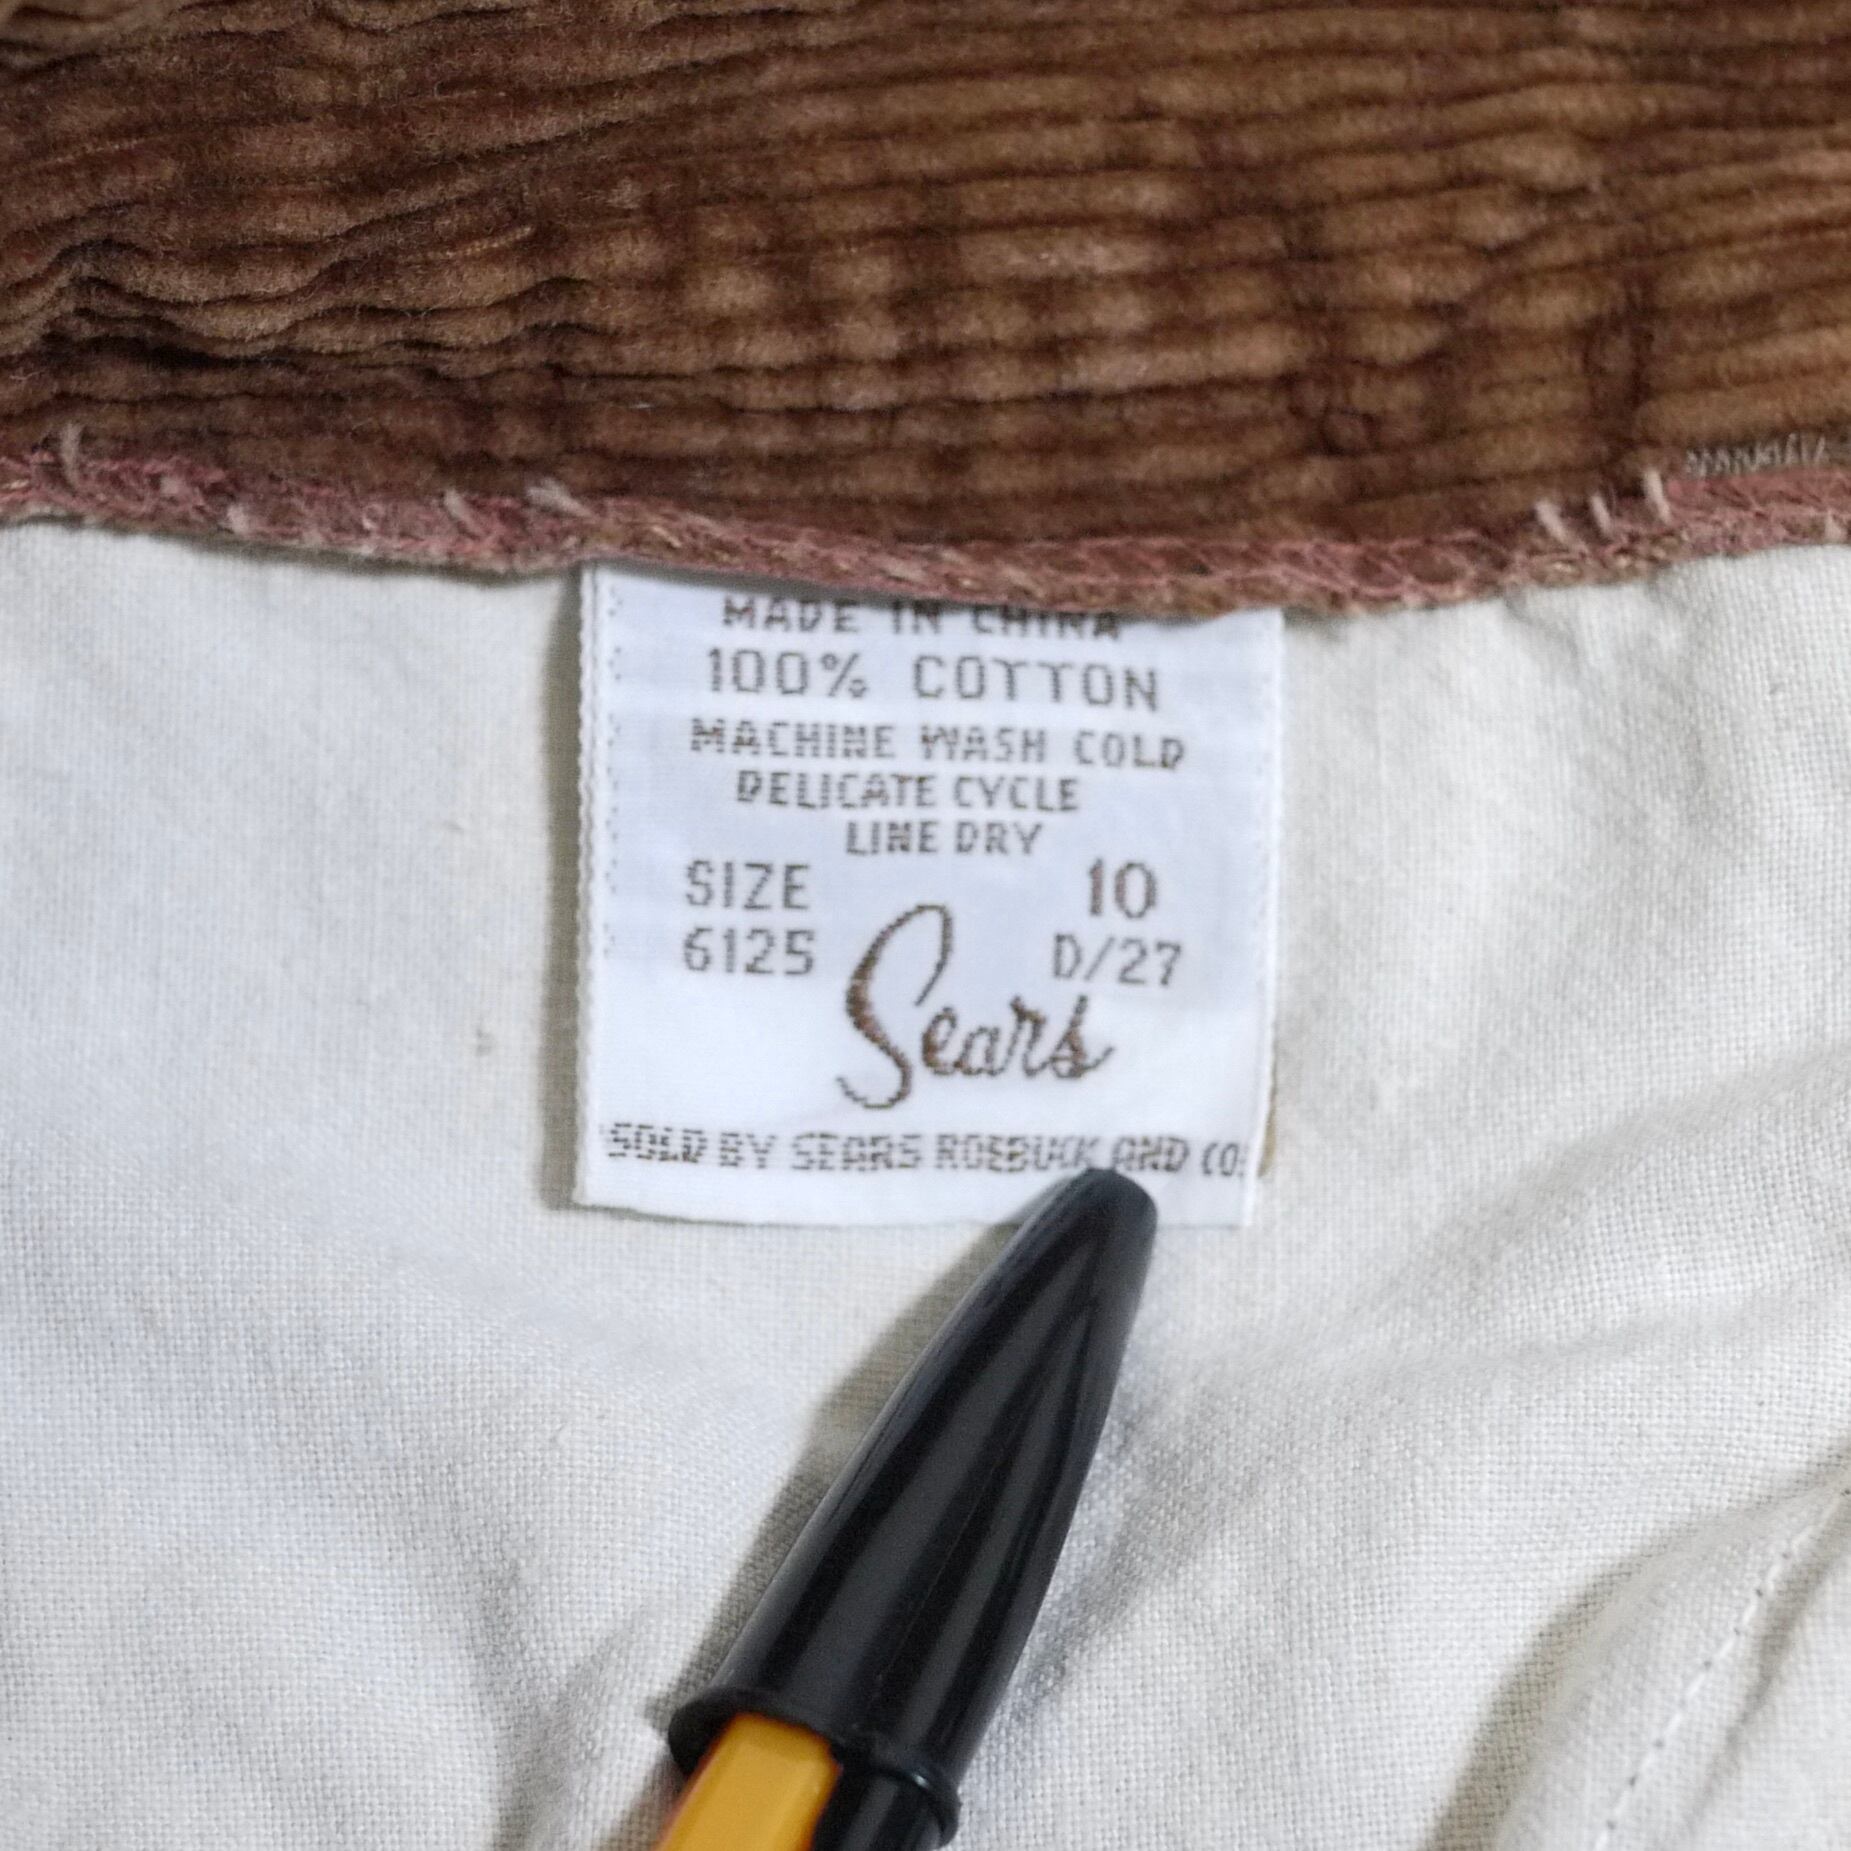 MADE IN CHINA
100% COTTON
MACHINE WASH COLD
DELICATE CYCLE
LINE DRY
SIZE 10
6125 D/27
Sears
SOLD BY SEARS ROEBUCK AND CO.